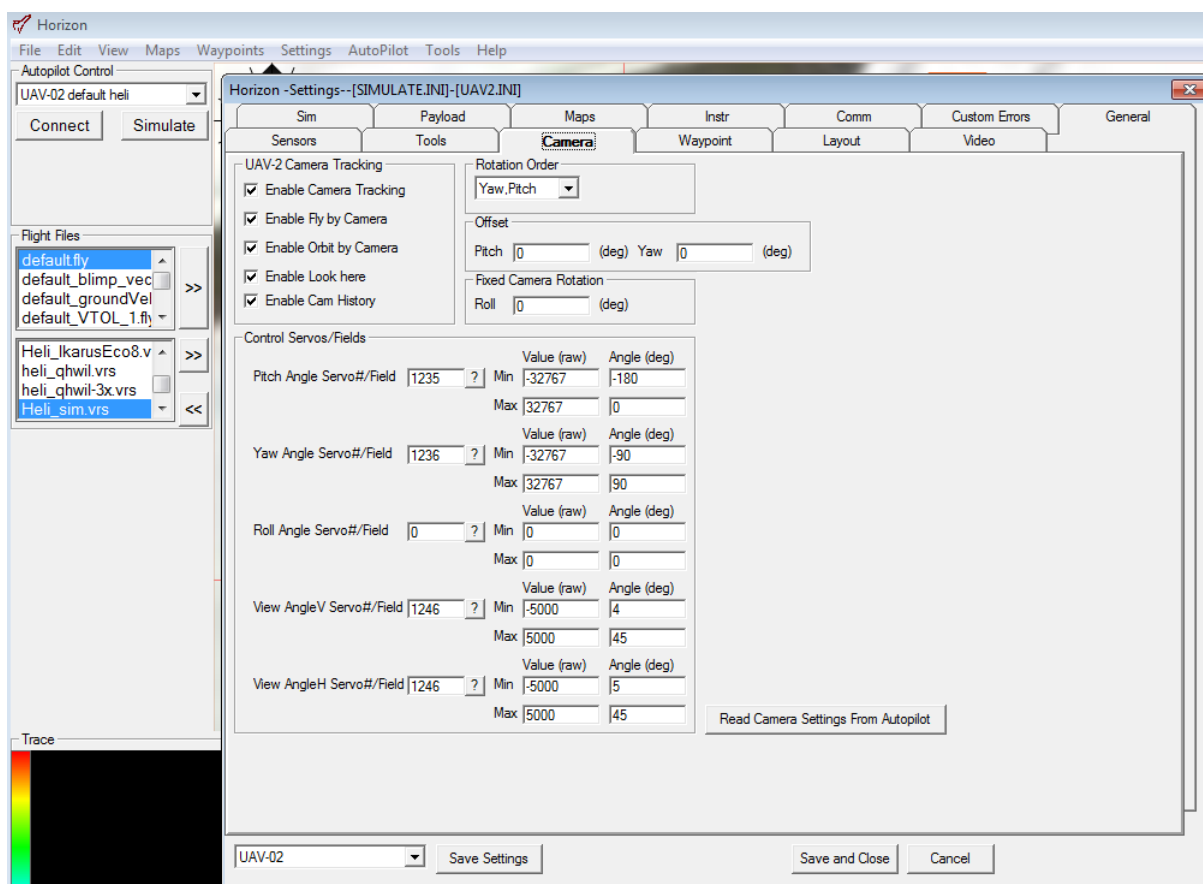 Horizon
File Edit View Maps Waypoints Settings AutoPilot Tools Help
Autopilot Control
UAV-02 default heli
Connect Simulate
Flight Files
default.fly
default_blimp_vec
default_groundVel
default_VTOL_1.fly
>>
Heli_IkarusEco8.v
heli_qhwil.vrs
heli_qhwil-3x.vrs
Heli_sim.vrs
>>
<<
Trace
Horizon -Settings--[SIMULATE.INI]-[UAV2.INI]
Sim Payload Maps Instr Comm Custom Errors General
Sensors Tools Camera Waypoint Layout Video
UAV-2 Camera Tracking
Enable Camera Tracking
Enable Fly by Camera
Enable Orbit by Camera
Enable Look here
Enable Cam History
Rotation Order
Yaw,Pitch
Offset
Pitch 0 (deg) Yaw 0 (deg)
Fixed Camera Rotation
Roll 0 (deg)
Control Servos/Fields
Value (raw) Angle (deg)
Pitch Angle Servo#/Field 1235 ? Min -32767 -180
Max 32767 0
Value (raw) Angle (deg)
Yaw Angle Servo#/Field 1236 ? Min -32767 -90
Max 32767 90
Value (raw) Angle (deg)
Roll Angle Servo#/Field 0 ? Min 0 0
Max 0 0
Value (raw) Angle (deg)
View AngleV Servo#/Field 1246 ? Min -5000 4
Max 5000 45
Value (raw) Angle (deg)
View AngleH Servo#/Field 1246 ? Min -5000 5
Max 5000 45
Read Camera Settings From Autopilot
UAV-02 Save Settings Save and Close Cancel